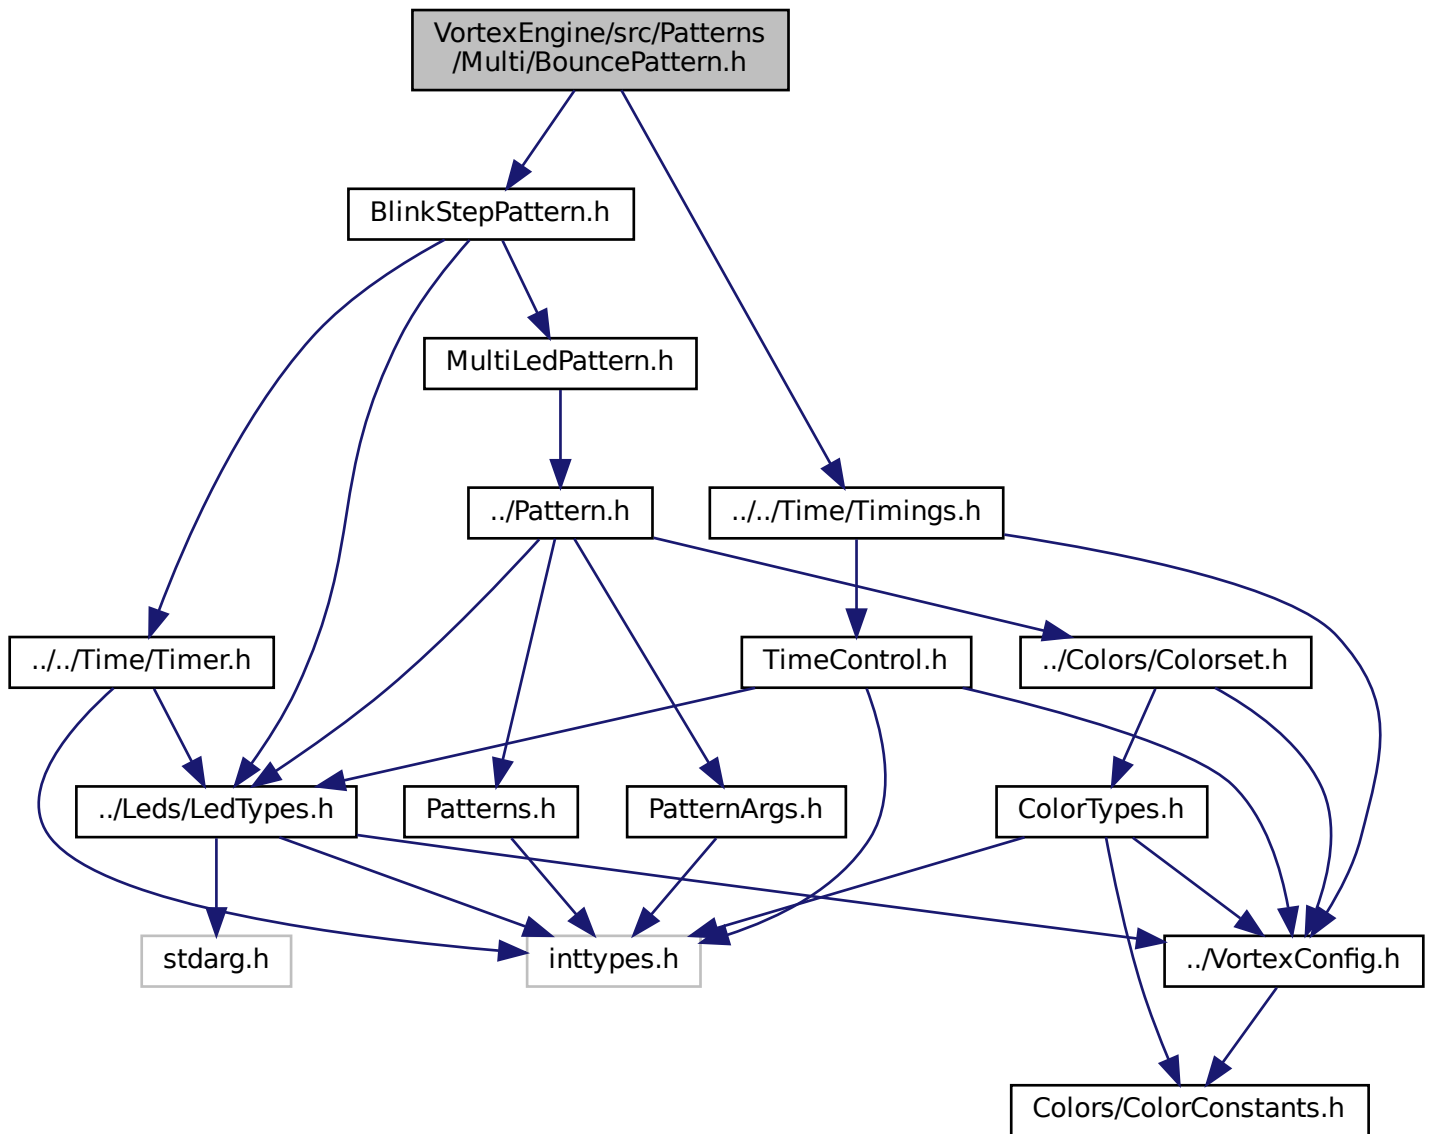 VortexEngine/src/Patterns
/Multi/BouncePattern.h
BlinkStepPattern.h
MultiLedPattern.h
../Pattern.h
../../Time/Timings.h
../../Time/Timer.h
TimeControl.h
../Colors/Colorset.h
../Leds/LedTypes.h
Patterns.h
PatternArgs.h
ColorTypes.h
stdarg.h
inttypes.h
../VortexConfig.h
Colors/ColorConstants.h